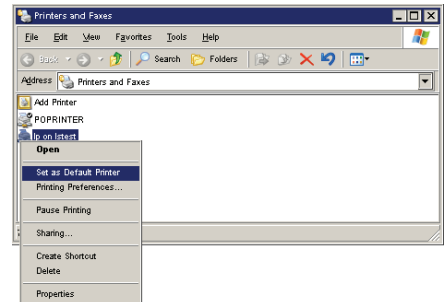 Printers and Faxes
File Edit View Favorites Tools Help
Back Search Folders
Address Printers and Faxes
Add Printer
POPRINTER
lp on lstest
Open
Set as Default Printer
Printing Preferences...
Pause Printing
Sharing...
Create Shortcut
Delete
Properties